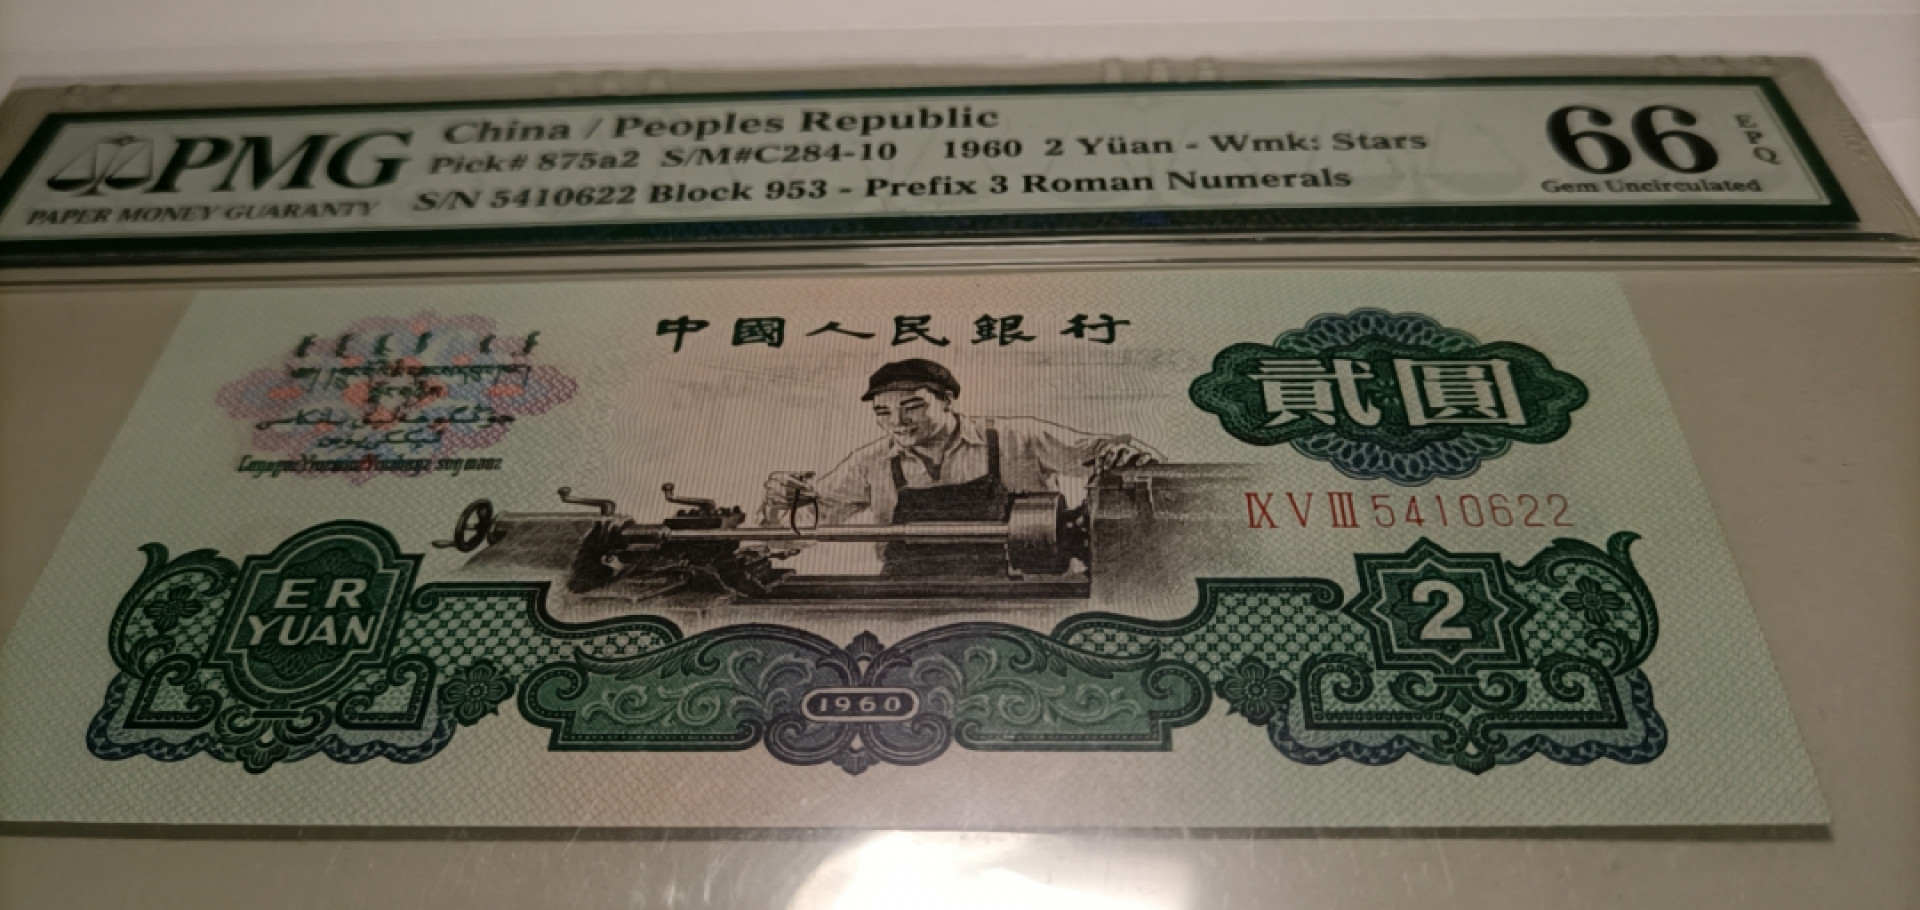 PMG
PAPER MONEY GUARANTY
China / Peoples Republic
Pick# 875a2 S/M#C284-10 1960 2 Yüan - Wmk: Stars
S/N 5410622 Block 953 - Prefix 3 Roman Numerals
66
EPQ
Gem Uncirculated
中國人民銀行
貳圓
IX V III 5410622
ER
YUAN
2
1960